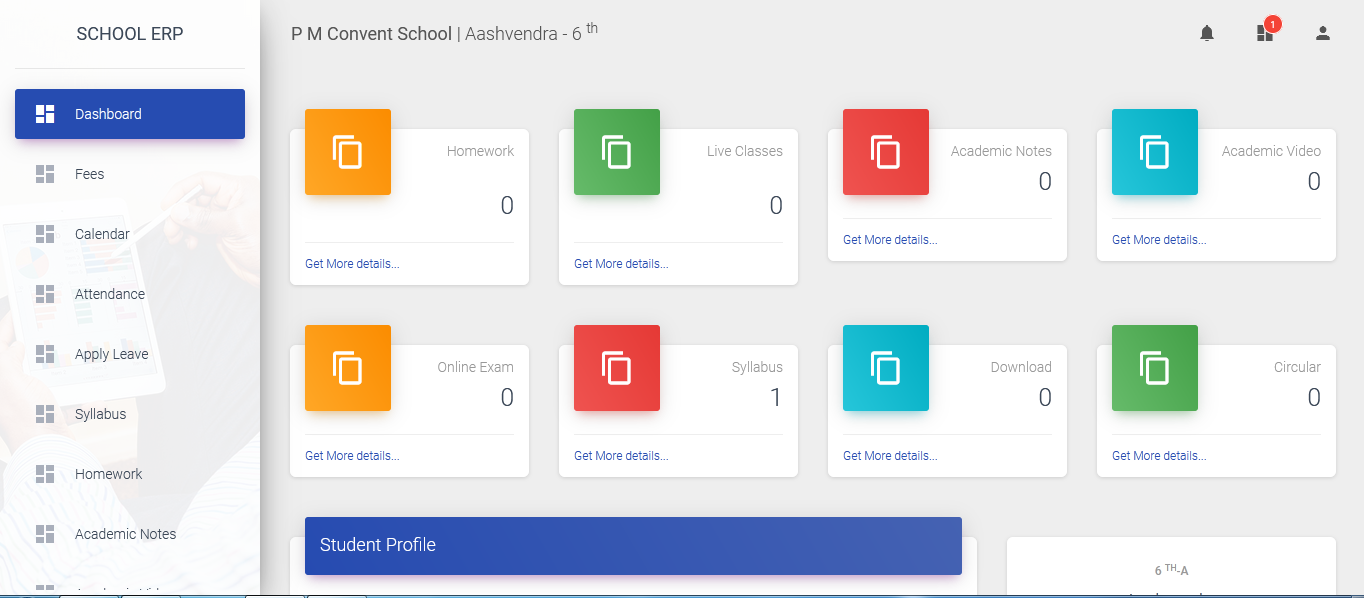 SCHOOL ERP
P M Convent School | Aashvendra - 6 th
1
Dashboard
Fees
Calendar
Attendance
Apply Leave
Syllabus
Homework
Academic Notes
Homework
0
Get More details...
Live Classes
0
Get More details...
Academic Notes
0
Get More details...
Academic Video
0
Get More details...
Online Exam
0
Get More details...
Syllabus
1
Get More details...
Download
0
Get More details...
Circular
0
Get More details...
Student Profile
6 TH-A